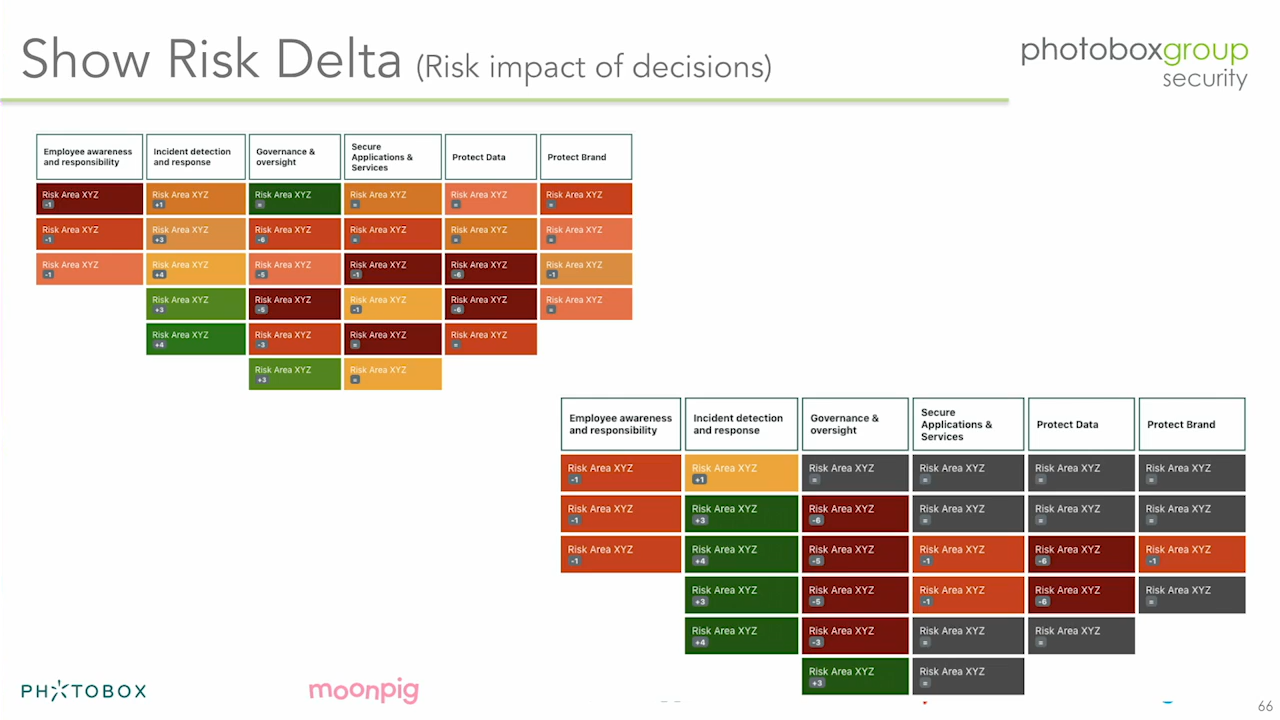 Show Risk Delta (Risk impact of decisions)
photoboxgroup
security
Employee awareness and responsibility
Incident detection and response
Governance & oversight
Secure Applications & Services
Protect Data
Protect Brand
Risk Area XYZ Risk Area XYZ Risk Area XYZ Risk Area XYZ Risk Area XYZ Risk Area XYZ
-1 +1 = = = =
Risk Area XYZ Risk Area XYZ Risk Area XYZ Risk Area XYZ Risk Area XYZ Risk Area XYZ
-1 +3 -6 = = =
Risk Area XYZ Risk Area XYZ Risk Area XYZ Risk Area XYZ Risk Area XYZ Risk Area XYZ
-1 +4 -5 -1 -6 -1
Risk Area XYZ Risk Area XYZ Risk Area XYZ Risk Area XYZ Risk Area XYZ
+3 -5 -1 -6 =
Risk Area XYZ Risk Area XYZ Risk Area XYZ Risk Area XYZ
+4 -3 = =
Risk Area XYZ Risk Area XYZ
+3 =
Employee awareness and responsibility
Incident detection and response
Governance & oversight
Secure Applications & Services
Protect Data
Protect Brand
Risk Area XYZ Risk Area XYZ Risk Area XYZ Risk Area XYZ Risk Area XYZ Risk Area XYZ
-1 +1 = = = =
Risk Area XYZ Risk Area XYZ Risk Area XYZ Risk Area XYZ Risk Area XYZ Risk Area XYZ
-1 +3 -6 = = =
Risk Area XYZ Risk Area XYZ Risk Area XYZ Risk Area XYZ Risk Area XYZ Risk Area XYZ
-1 +4 -5 -1 -6 -1
Risk Area XYZ Risk Area XYZ Risk Area XYZ Risk Area XYZ Risk Area XYZ
+3 -5 -1 -6 =
Risk Area XYZ Risk Area XYZ Risk Area XYZ Risk Area XYZ
+4 -3 = =
Risk Area XYZ Risk Area XYZ
+3 =
PHOTOBOX
moonpig
66